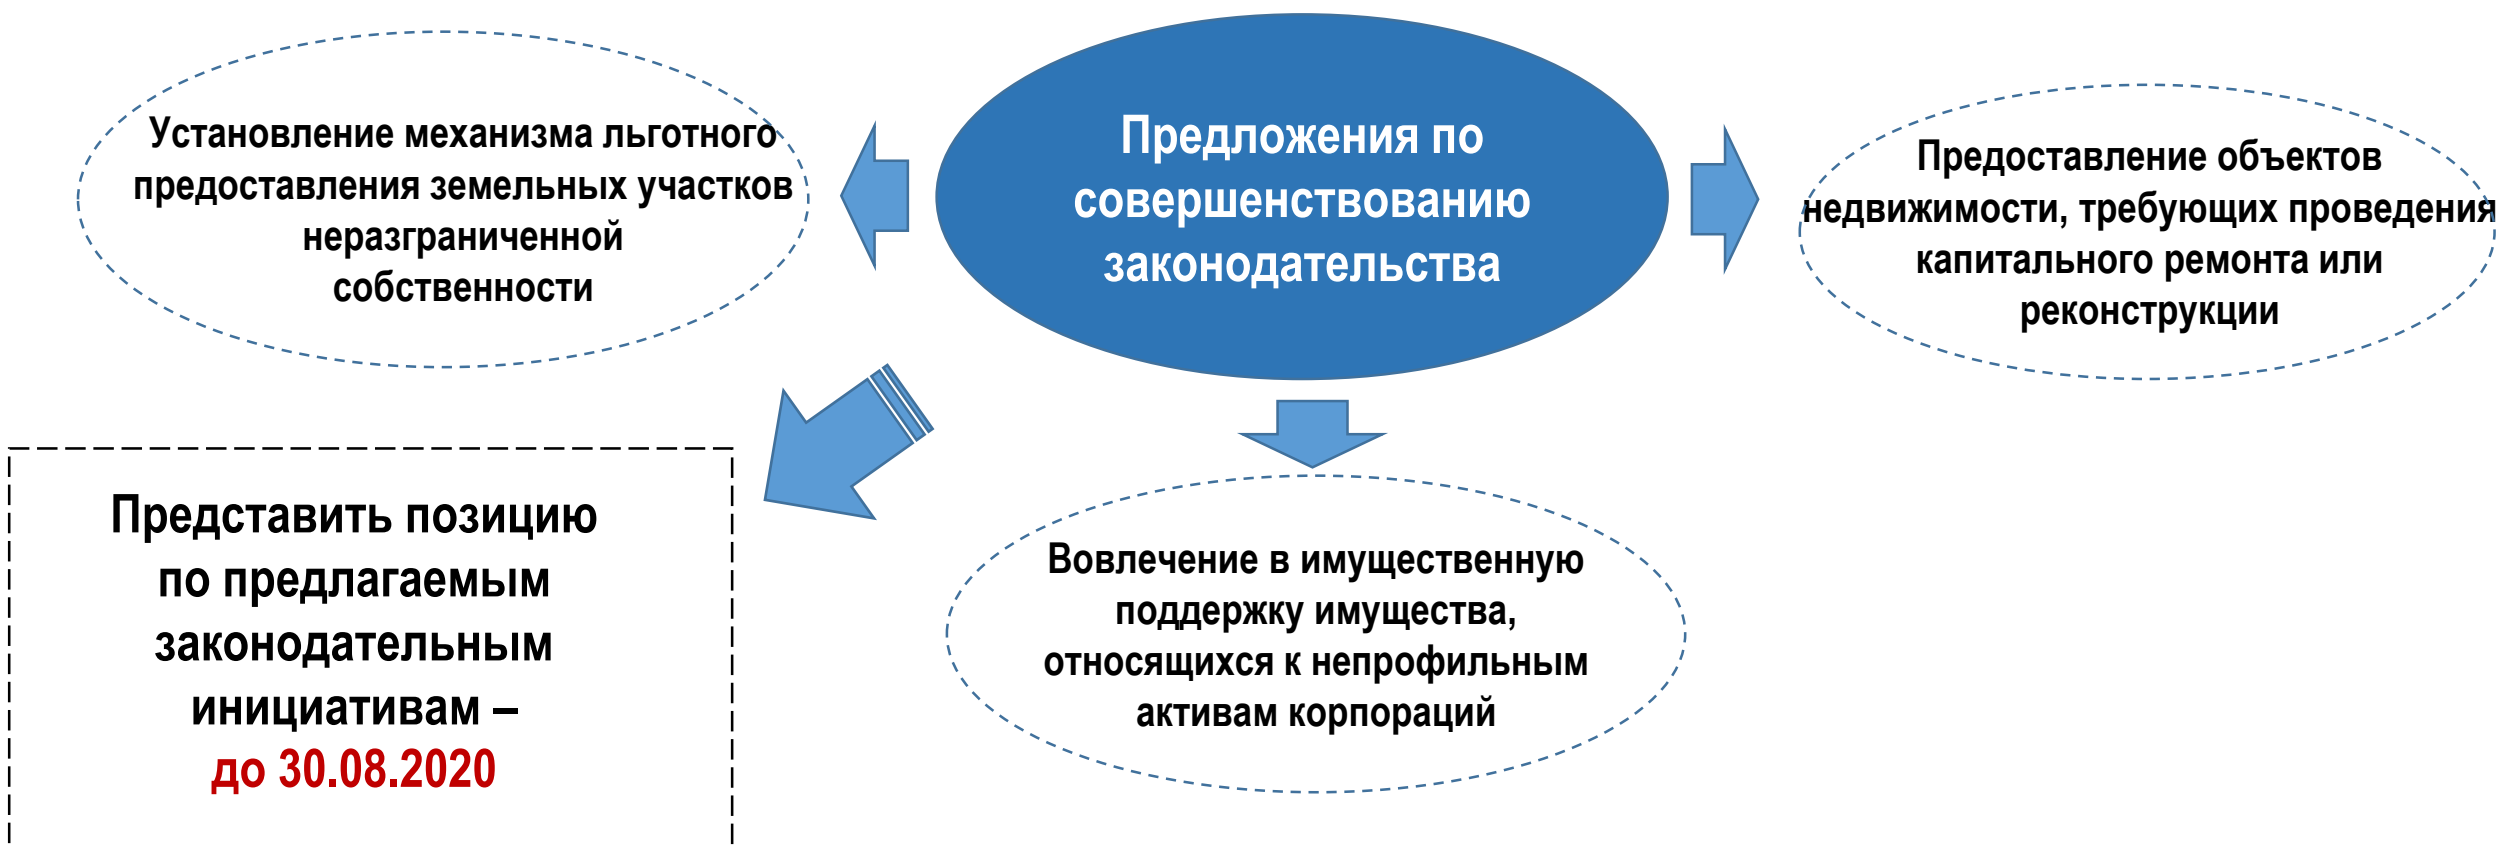 Установление механизма льготного
предоставления земельных участков
неразграниченной
собственности
Предложения по
совершенствованию
законодательства
Предоставление объектов
недвижимости, требующих проведения
капитального ремонта или
реконструкции
Представить позицию
по предлагаемым
законодательным
инициативам –
до 30.08.2020
Вовлечение в имущественную
поддержку имущества,
относящихся к непрофильным
активам корпораций